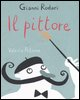 Gianni Rodari
Il pittore
Valeria Petrone